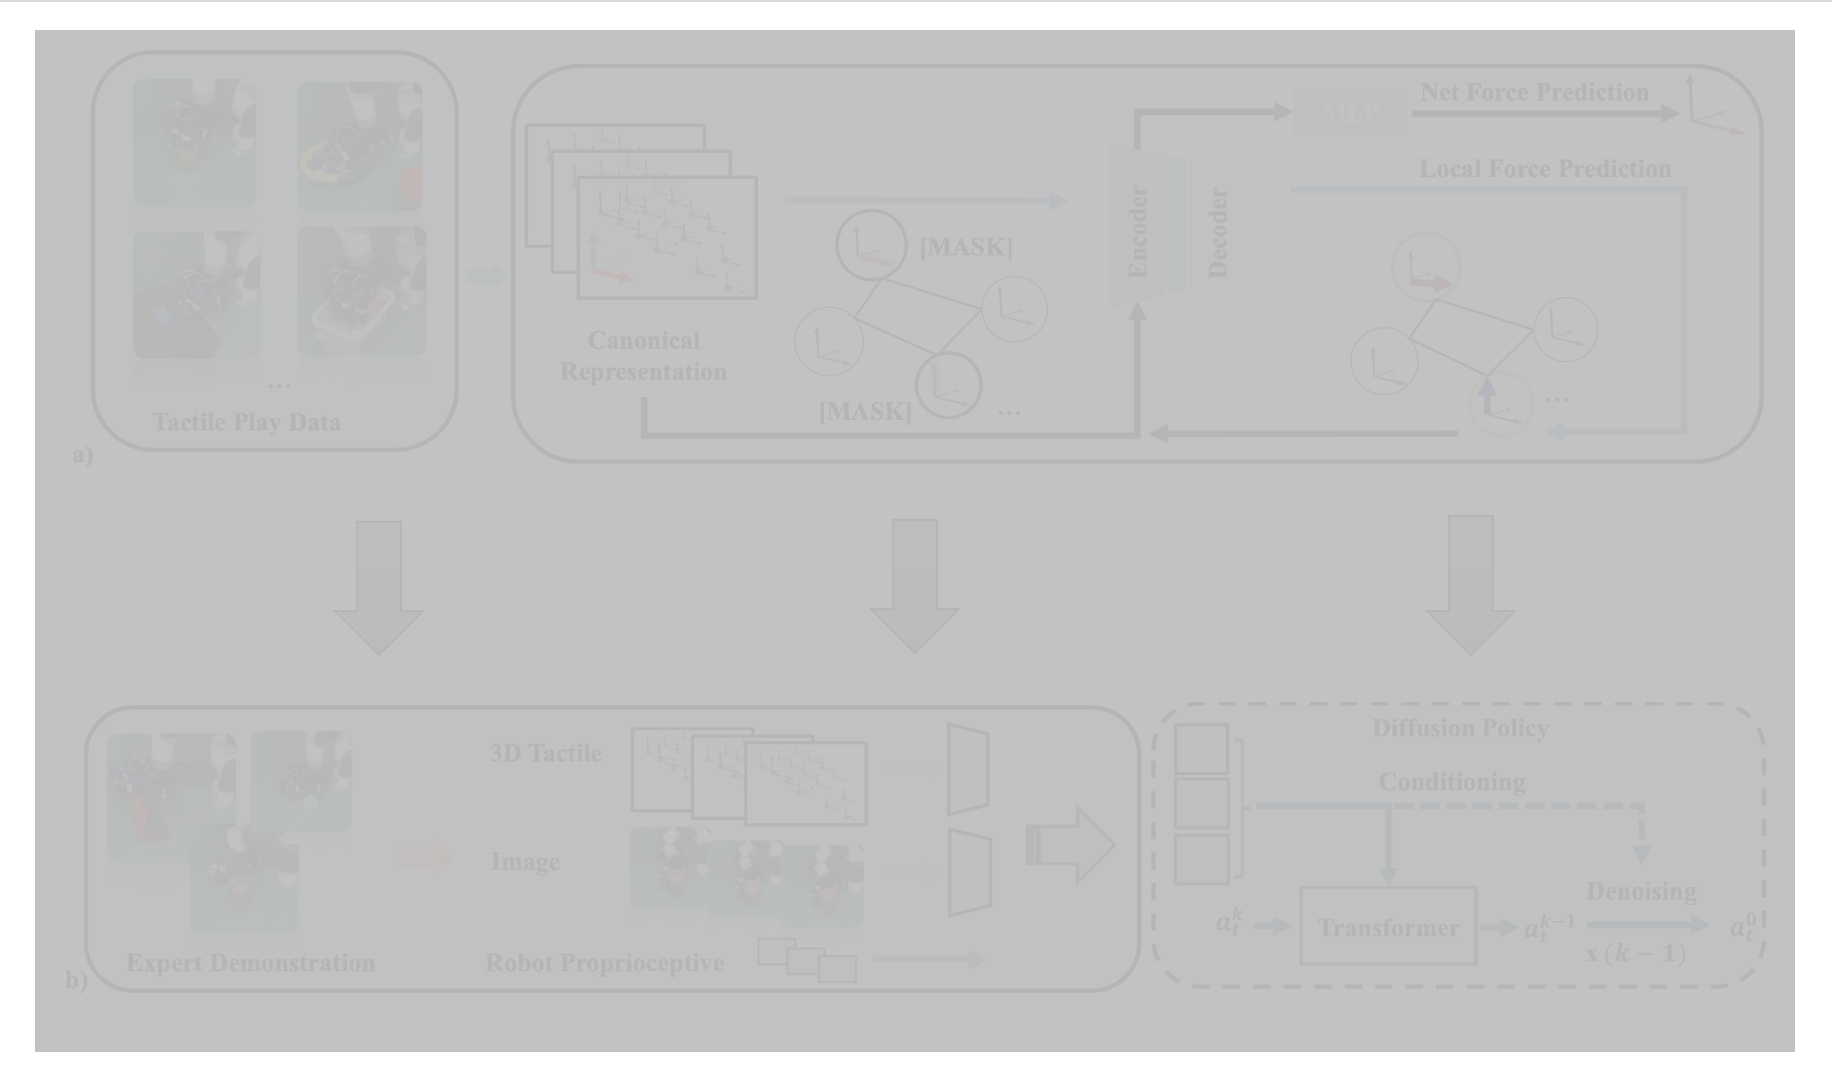 Net Force Prediction
MLP
Local Force Prediction
Encoder
Decoder
[MASK]
Canonical
Representation
[MASK]
...
...
...
Tactile Play Data
a)
Diffusion Policy
3D Tactile
Conditioning
Image
Denoising
a_t^k
Transformer
a_t^{k-1}
a_t^0
x (k − 1)
Expert Demonstration
Robot Proprioceptive
b)